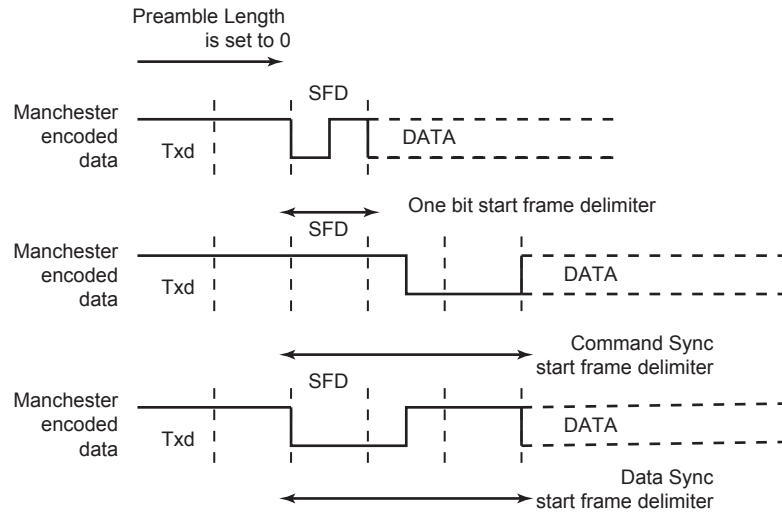 Preamble Length
is set to 0
SFD
Manchester
encoded
data
Txd
DATA
One bit start frame delimiter
SFD
Manchester
encoded
data
Txd
DATA
Command Sync
start frame delimiter
SFD
Manchester
encoded
data
Txd
DATA
Data Sync
start frame delimiter